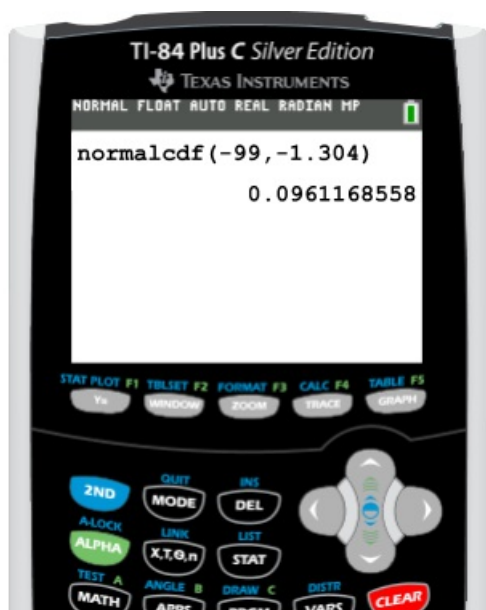 TI-84 Plus C Silver Edition
TEXAS INSTRUMENTS
NORMAL FLOAT AUTO REAL RADIAN MP
normalcdf(-99,-1.304)
0.0961168558
STAT PLOT F1 TBLSET F2 FORMAT F3 CALC F4 TABLE F5
Y= WINDOW ZOOM TRACE GRAPH
QUIT INS
2ND MODE DEL
A-LOCK LINK LIST
ALPHA X,T,Θ,n STAT
TEST A ANGLE B DRAW C DISTR
MATH APPS PRGM VARS CLEAR